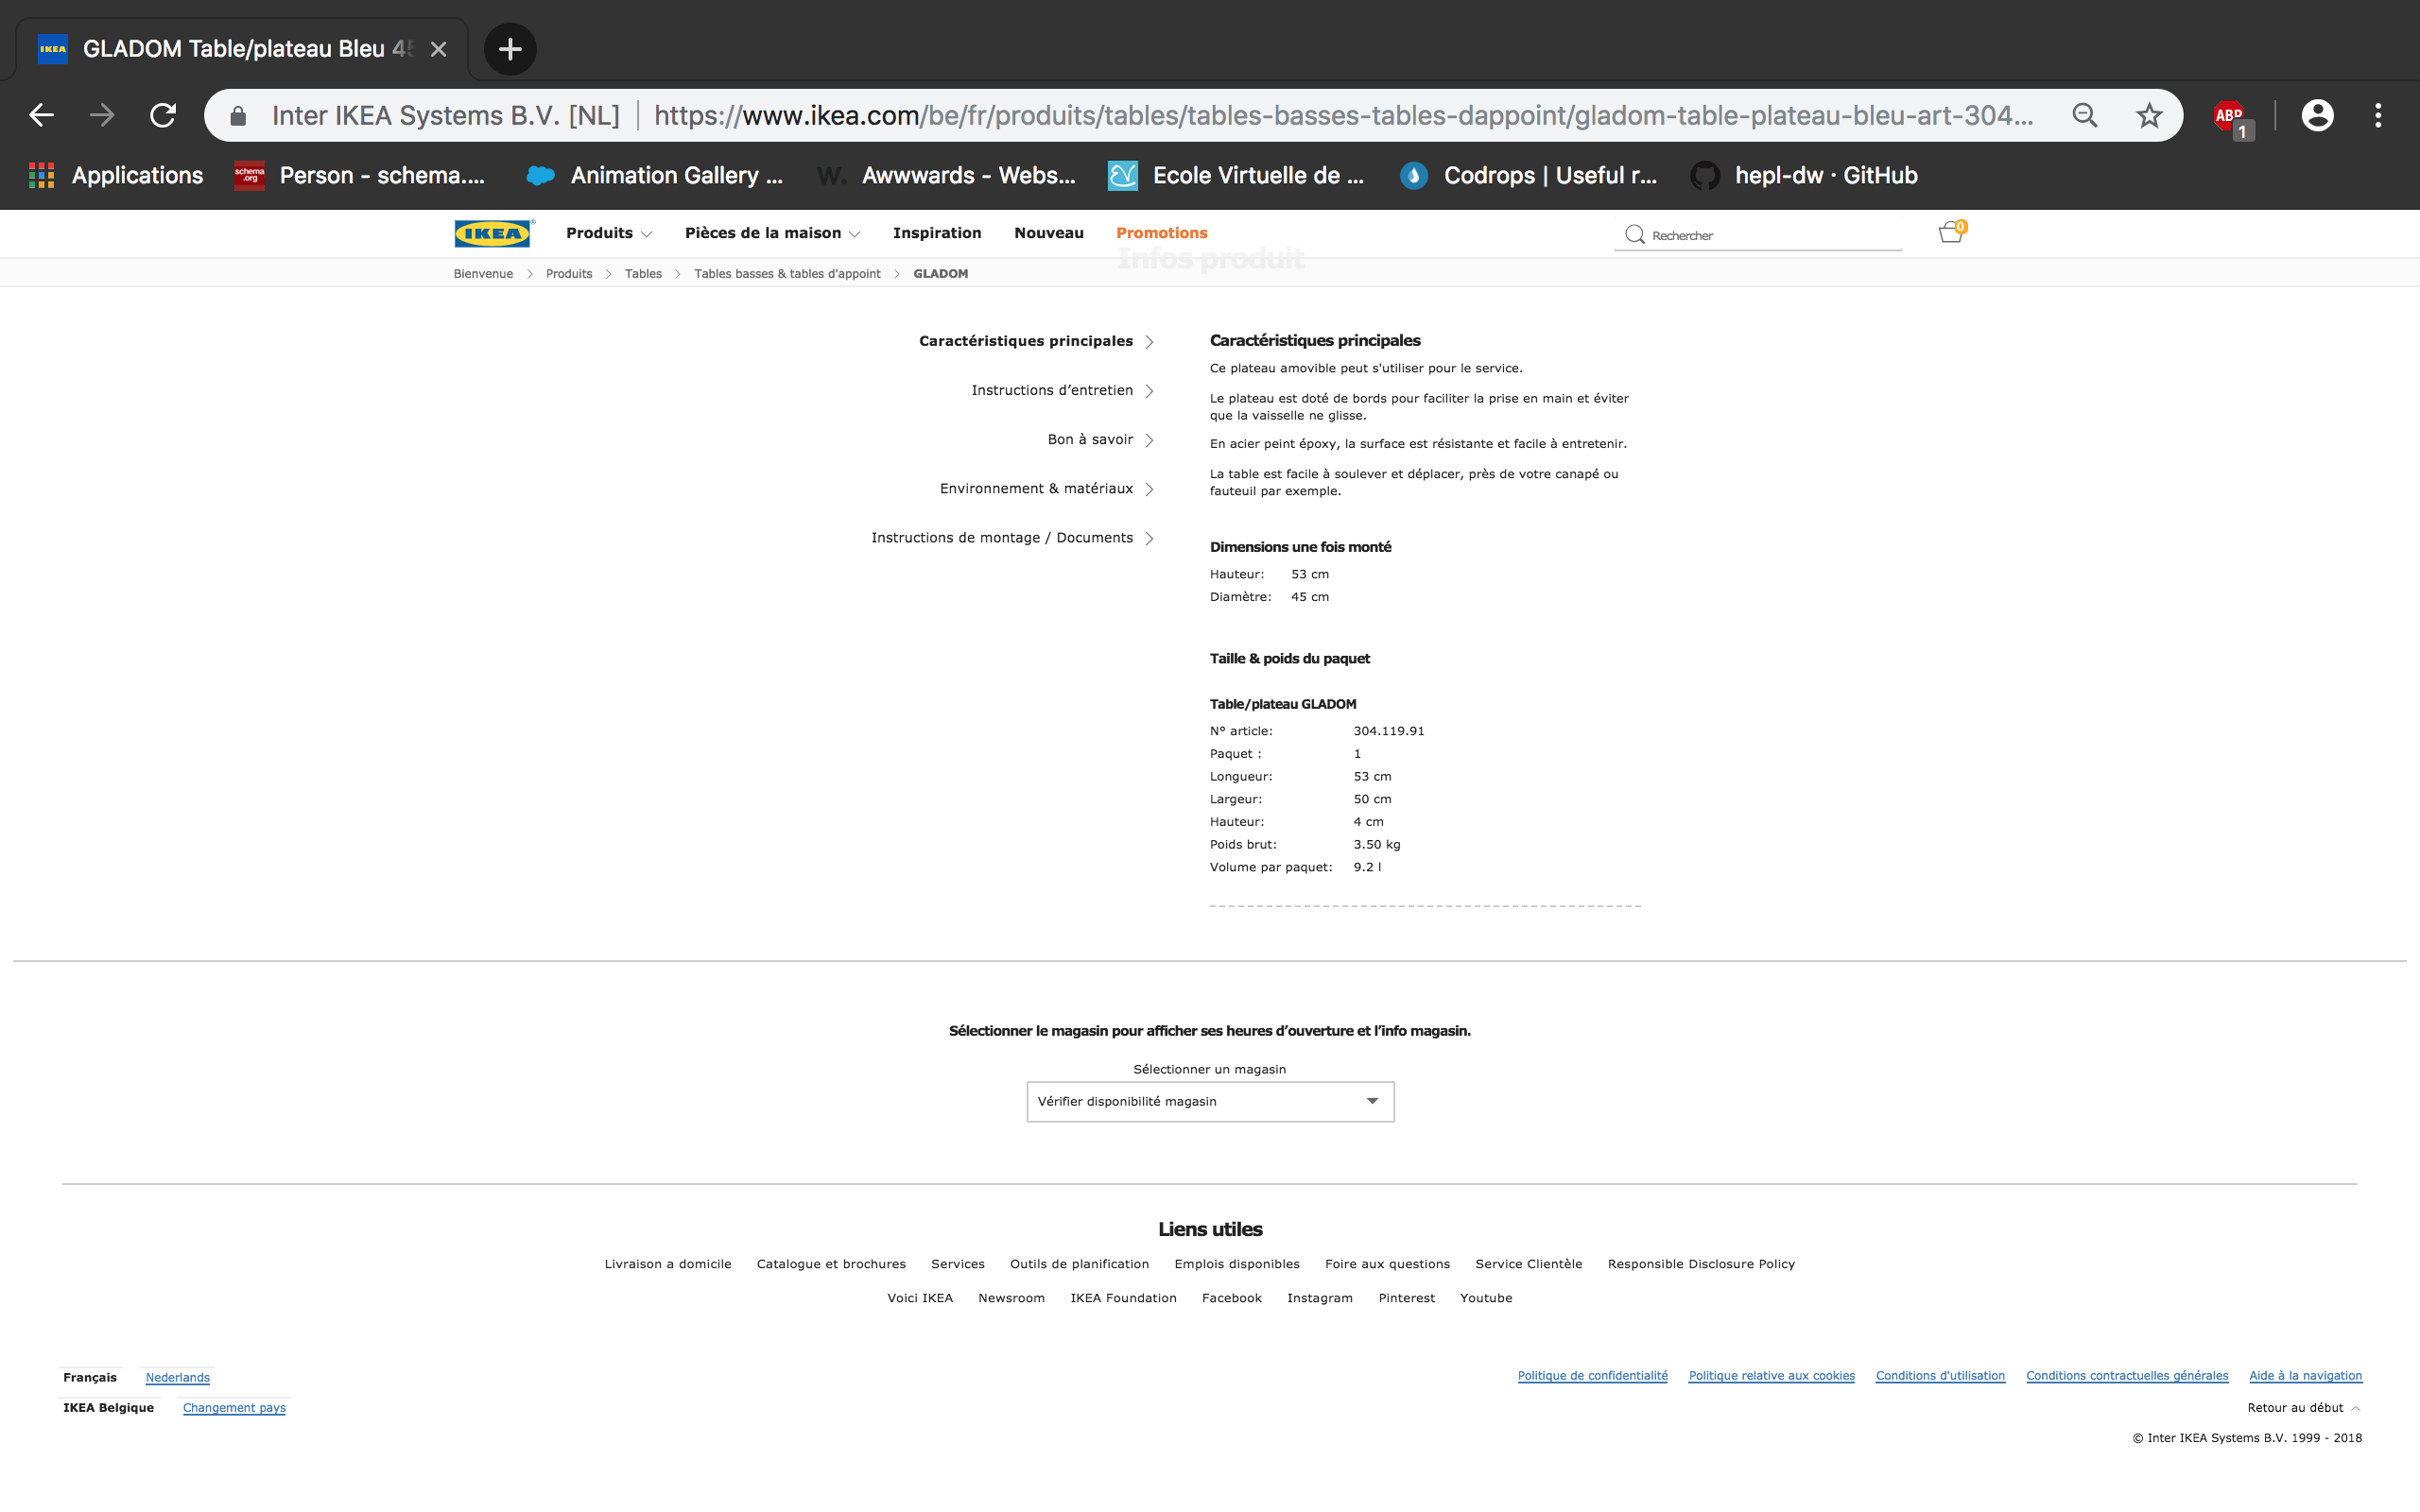 IKEA GLADOM Table/plateau Bleu 45
Inter IKEA Systems B.V. [NL] https://www.ikea.com/be/fr/produits/tables/tables-basses-tables-dappoint/gladom-table-plateau-bleu-art-304... ABP 1
Applications schema.org Person - schema.... Animation Gallery ... W. Awwwards - Webs... Ecole Virtuelle de ... Codrops | Useful r... hepl-dw · GitHub
IKEA Produits Pièces de la maison Inspiration Nouveau Promotions Rechercher 0
Infos produit
Bienvenue > Produits > Tables > Tables basses & tables d'appoint > GLADOM
Caractéristiques principales
Instructions d’entretien
Bon à savoir
Environnement & matériaux
Instructions de montage / Documents
Caractéristiques principales
Ce plateau amovible peut s'utiliser pour le service.
Le plateau est doté de bords pour faciliter la prise en main et éviter
que la vaisselle ne glisse.
En acier peint époxy, la surface est résistante et facile à entretenir.
La table est facile à soulever et déplacer, près de votre canapé ou
fauteuil par exemple.
Dimensions une fois monté
Hauteur: 53 cm
Diamètre: 45 cm
Taille & poids du paquet
Table/plateau GLADOM
N° article: 304.119.91
Paquet : 1
Longueur: 53 cm
Largeur: 50 cm
Hauteur: 4 cm
Poids brut: 3.50 kg
Volume par paquet: 9.2 l
Sélectionner le magasin pour afficher ses heures d’ouverture et l’info magasin.
Sélectionner un magasin
Vérifier disponibilité magasin
Liens utiles
Livraison a domicile Catalogue et brochures Services Outils de planification Emplois disponibles Foire aux questions Service Clientèle Responsible Disclosure Policy
Voici IKEA Newsroom IKEA Foundation Facebook Instagram Pinterest Youtube
Français Nederlands
IKEA Belgique Changement pays
Politique de confidentialité Politique relative aux cookies Conditions d'utilisation Conditions contractuelles générales Aide à la navigation
Retour au début
© Inter IKEA Systems B.V. 1999 - 2018